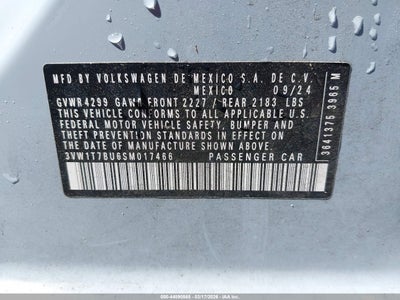 MFD BY VOLKSWAGEN DE MEXICO S.A. DE C.V.
MEXICO 09/24
GVWR4299 GAWR FRONT 2227 / REAR 2183 LBS
THIS VEHICLE CONFORMS TO ALL APPLICABLE
FEDERAL MOTOR VEHICLE SAFETY, BUMPER AND
THEFT PREVENTION STANDARDS IN EFFECT ON
THE DATE OF MANUFACTURE SHOWN ABOVE.
3VW1T7BU6SM017466 PASSENGER CAR
3641375 3965 M